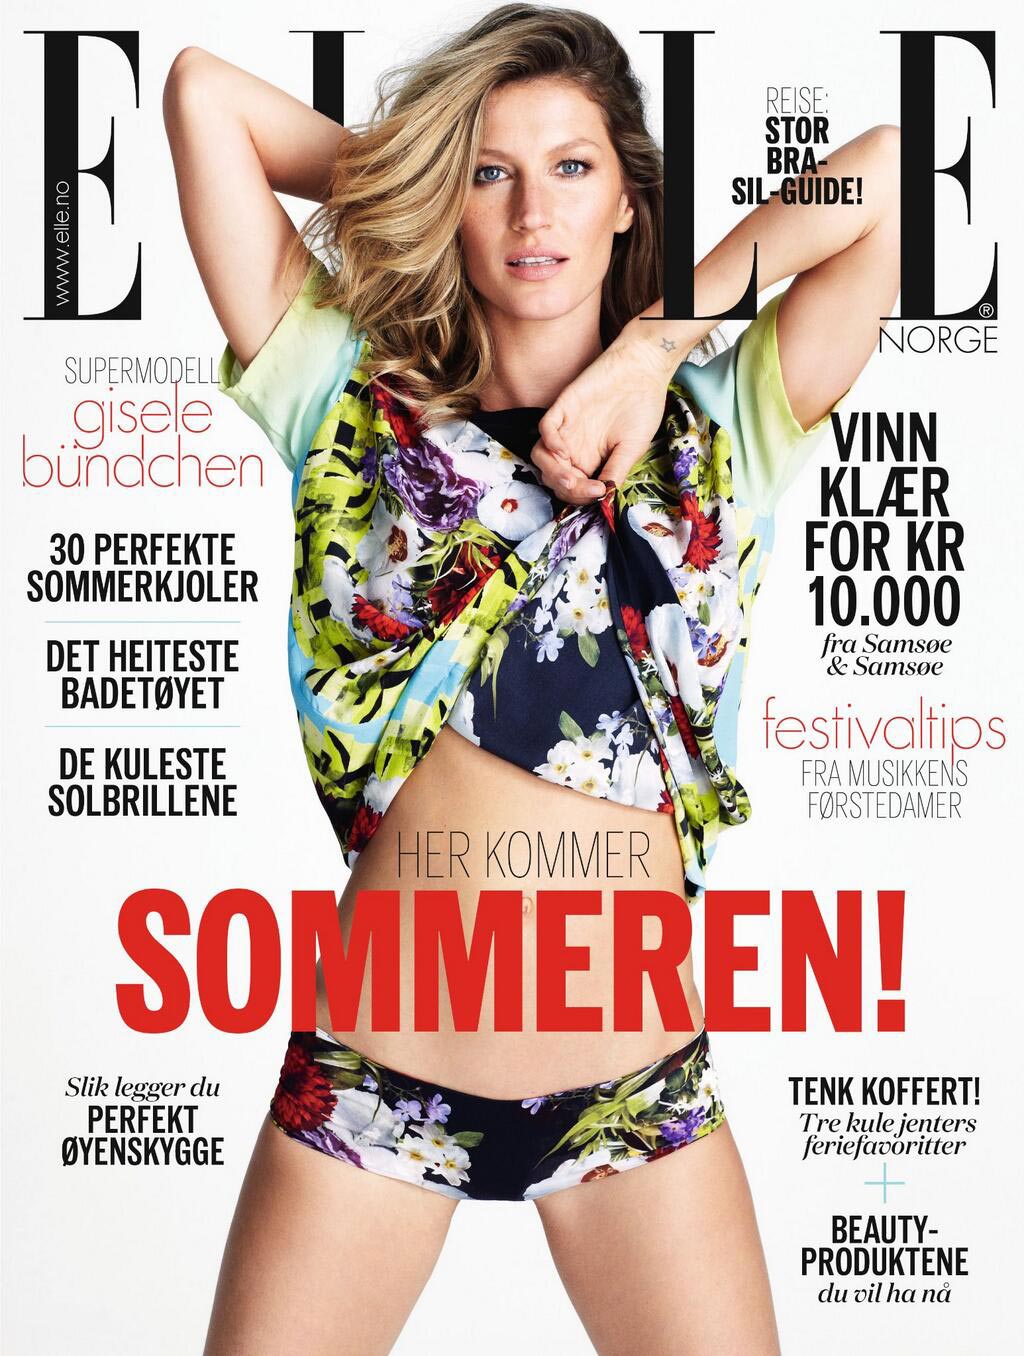 ELLE
www.elle.no
REISE:
STOR
BRA-
SIL-GUIDE!
®
NORGE
SUPERMODELL
gisele
bündchen
30 PERFEKTE
SOMMERKJOLER
DET HEITESTE
BADETØYET
DE KULESTE
SOLBRILLENE
VINN
KLÆR
FOR KR
10.000
fra Samsøe
& Samsøe
festivaltips
FRA MUSIKKENS
FØRSTEDAMER
HER KOMMER
SOMMEREN!
Slik legger du
PERFEKT
ØYENSKYGGE
TENK KOFFERT!
Tre kule jenters
feriefavoritter
+
BEAUTY-
PRODUKTENE
du vil ha nå